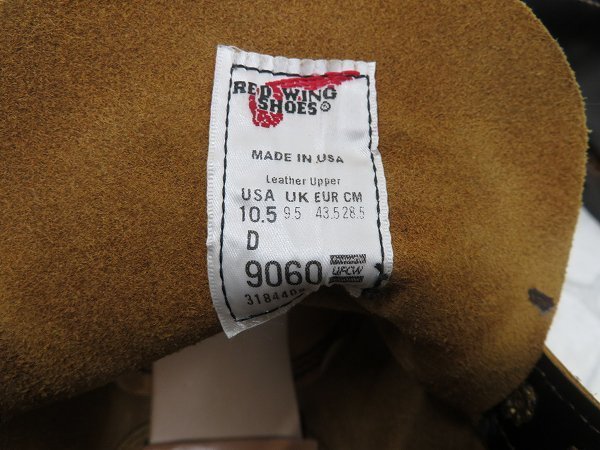 RED WING
SHOES®
MADE IN USA
Leather Upper
USA UK EUR CM
10.5 9.5 43.5 28.5
D
9060 UFCW